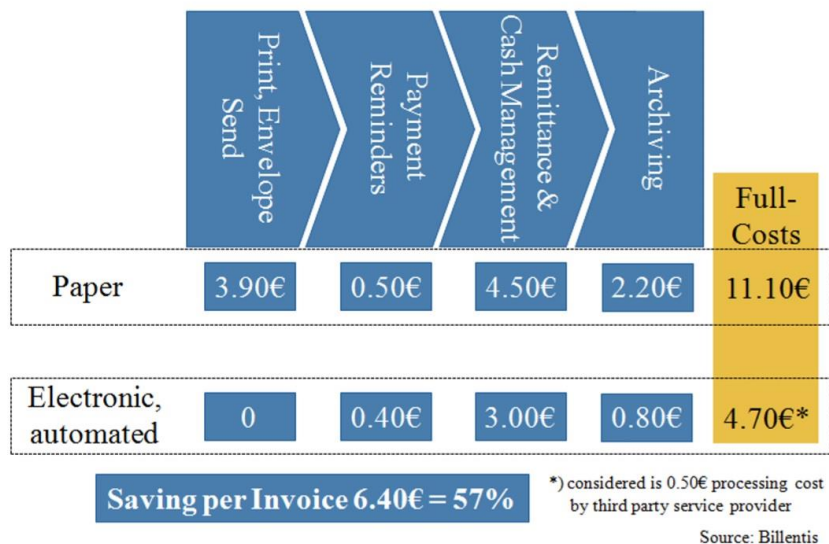 Print, Envelope
Send
Payment
Reminders
Remittance &
Cash Management
Archiving
Full-
Costs
Paper
3.90€
0.50€
4.50€
2.20€
11.10€
Electronic,
automated
0
0.40€
3.00€
0.80€
4.70€*
Saving per Invoice 6.40€ = 57%
*) considered is 0.50€ processing cost
by third party service provider
Source: Billentis